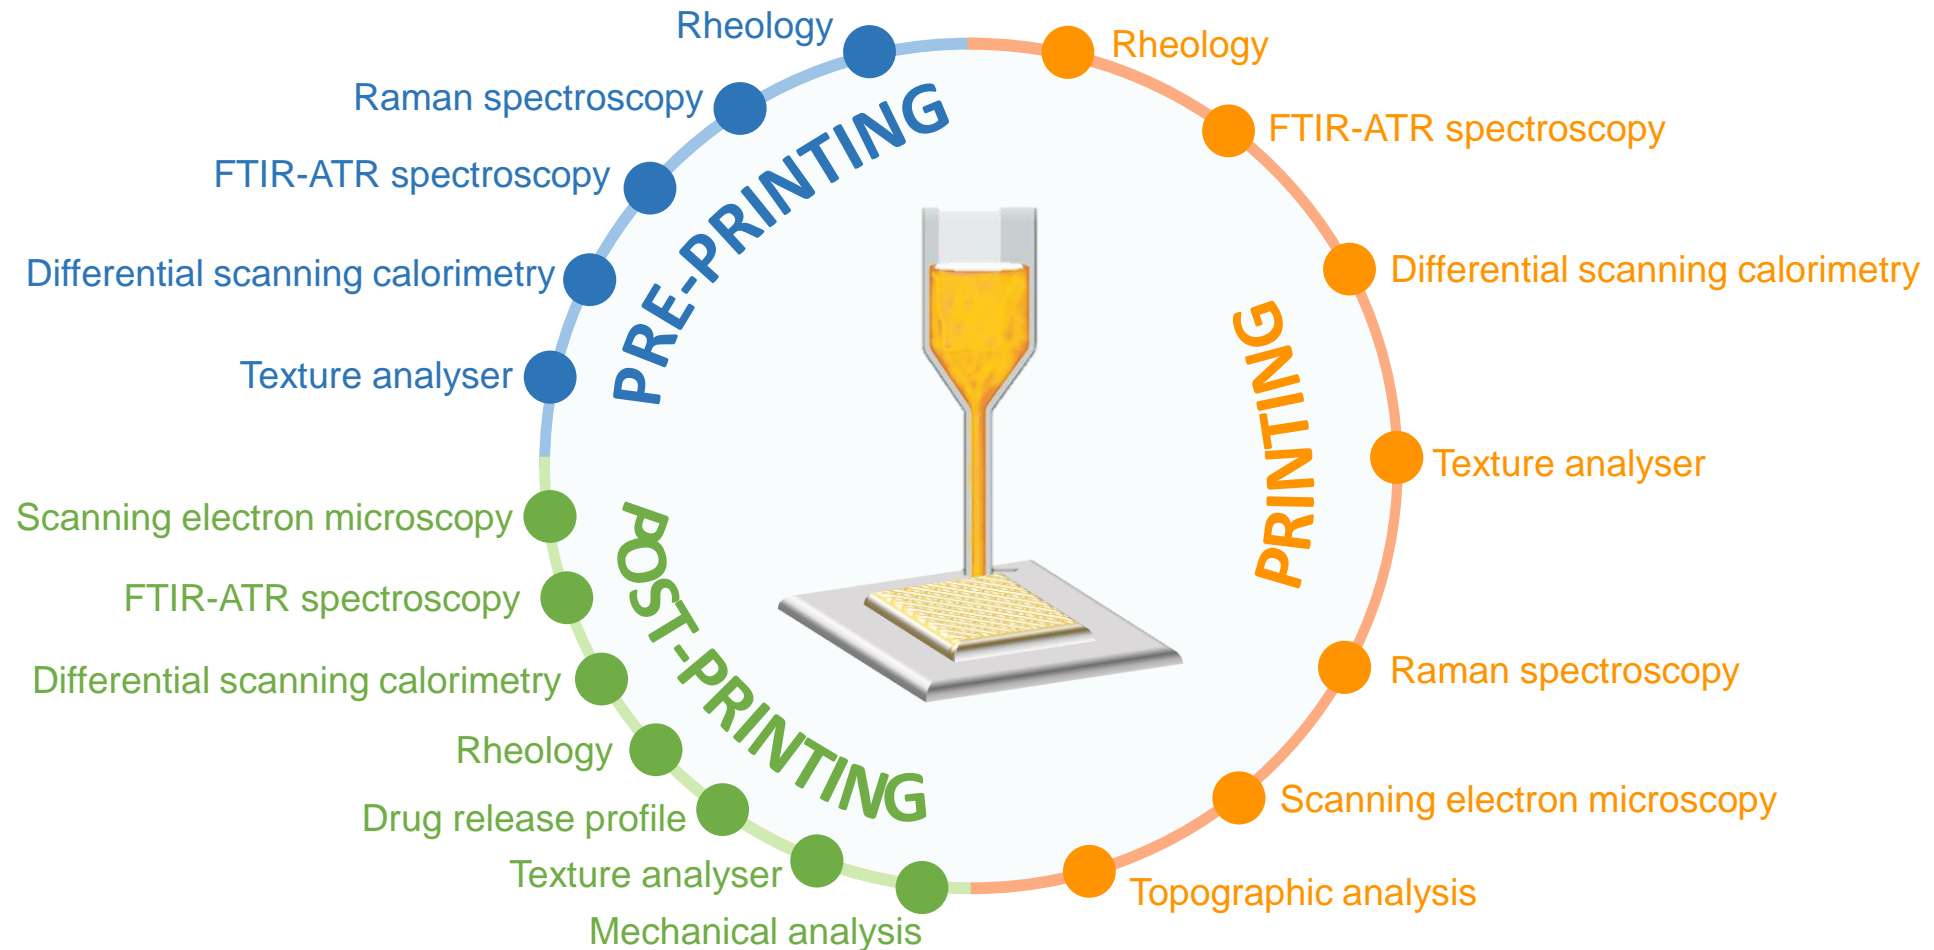 Rheology
Raman spectroscopy
FTIR-ATR spectroscopy
Differential scanning calorimetry
Texture analyser
PRE-PRINTING
Rheology
FTIR-ATR spectroscopy
Differential scanning calorimetry
Texture analyser
Raman spectroscopy
Scanning electron microscopy
Topographic analysis
PRINTING
Scanning electron microscopy
FTIR-ATR spectroscopy
Differential scanning calorimetry
Rheology
Drug release profile
Texture analyser
Mechanical analysis
POST-PRINTING